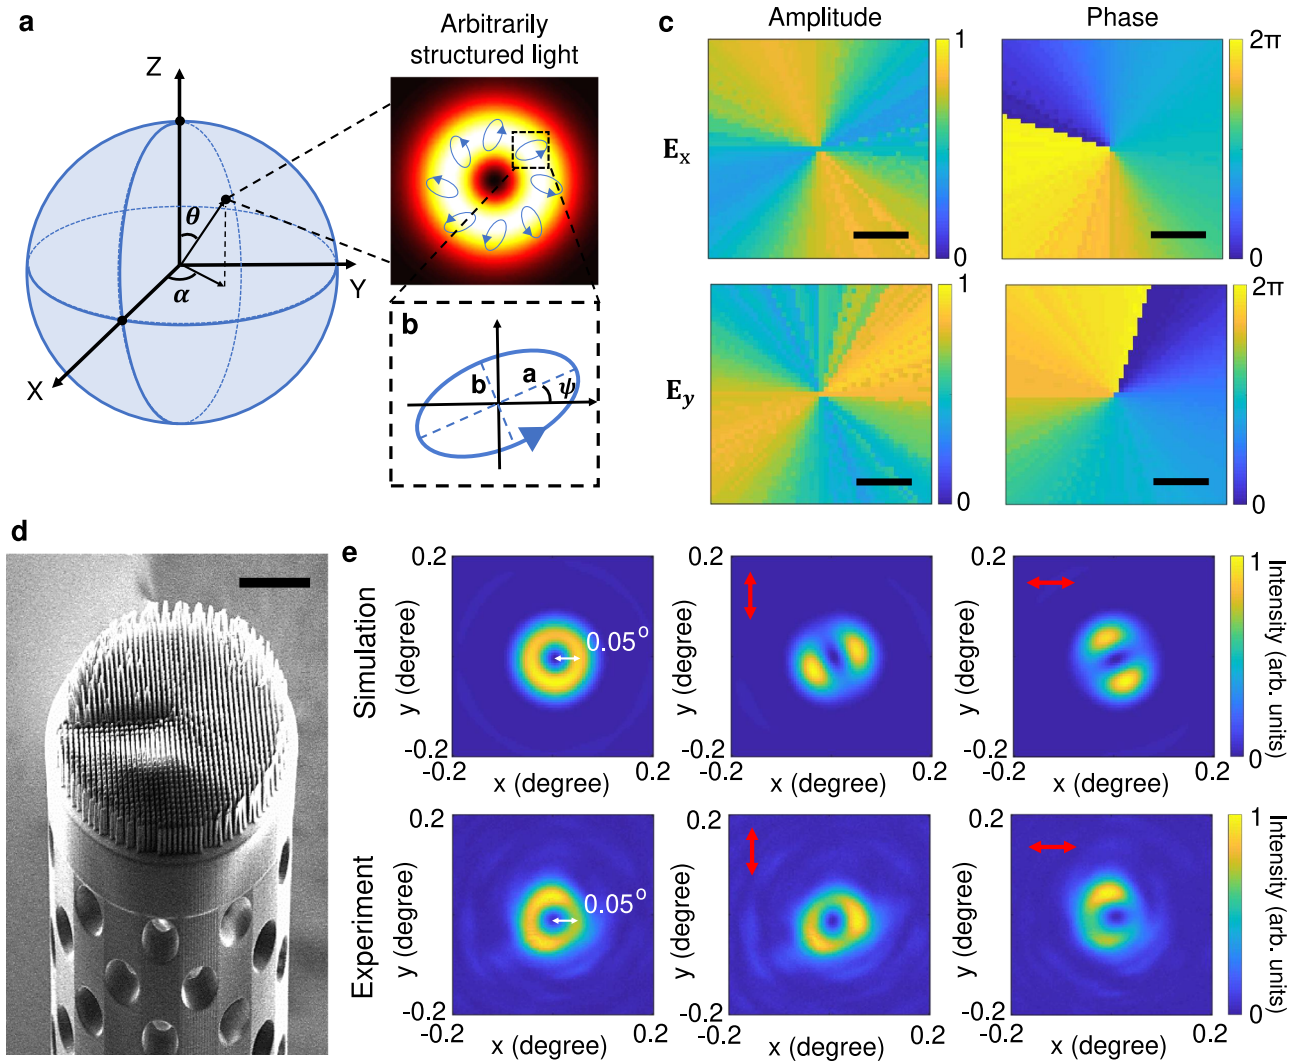 a
Arbitrarily
structured light
Z
θ
α
Y
X
b
b
a
ψ
c
Amplitude
Phase
Eₓ
1
0
2π
0
E_y
1
0
2π
0
d
e
Simulation
0.2
y (degree)
-0.2
-0.2
x (degree)
0.2
0.05°
0.2
y (degree)
-0.2
-0.2
x (degree)
0.2
0.2
y (degree)
-0.2
-0.2
x (degree)
0.2
1
0
Intensity (arb. units)
Experiment
0.2
y (degree)
-0.2
-0.2
x (degree)
0.2
0.05°
0.2
y (degree)
-0.2
-0.2
x (degree)
0.2
0.2
y (degree)
-0.2
-0.2
x (degree)
0.2
1
0
Intensity (arb. units)